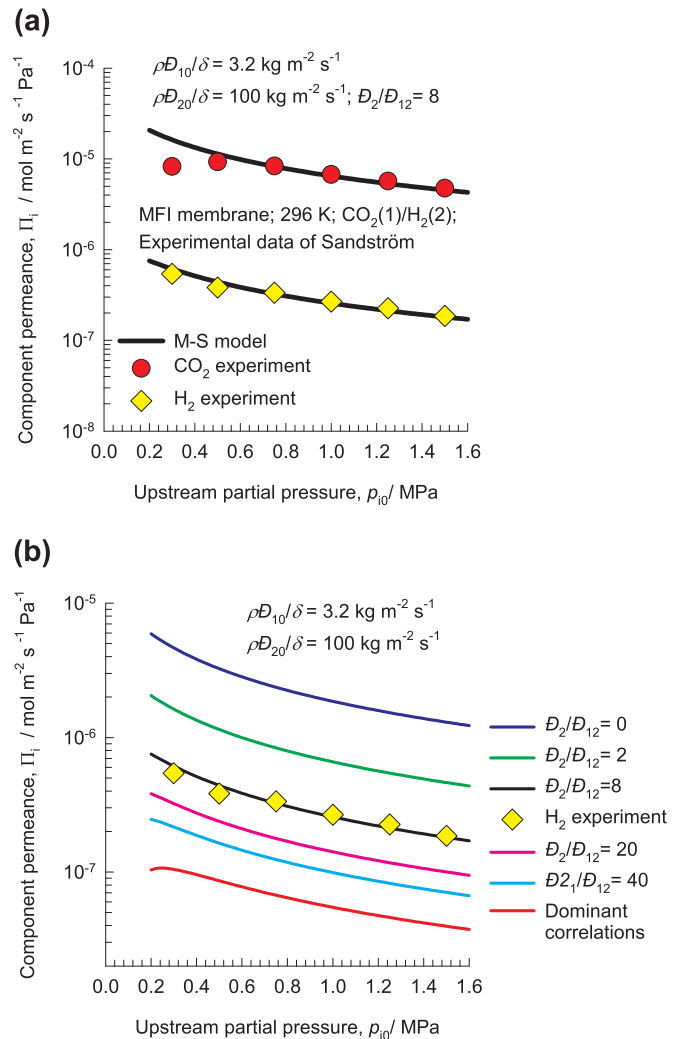 (a)
ρĐ10/δ = 3.2 kg m-2 s-1
ρĐ20/δ = 100 kg m-2 s-1; Đ2/Đ12 = 8
Component permeance, Πi / mol m-2 s -1 Pa-1
10-4
10-5
10-6
10-7
10-8
MFI membrane; 296 K; CO2(1)/H2(2);
Experimental data of Sandström
M-S model
CO2 experiment
H2 experiment
0.0 0.2 0.4 0.6 0.8 1.0 1.2 1.4 1.6
Upstream partial pressure, pi0/ MPa
(b)
ρĐ10/δ = 3.2 kg m-2 s-1
ρĐ20/δ = 100 kg m-2 s-1
Component permeance, Πi / mol m-2 s -1 Pa-1
10-5
10-6
10-7
Đ2/Đ12= 0
Đ2/Đ12= 2
Đ2/Đ12=8
H2 experiment
Đ2/Đ12= 20
Đ21/Đ12= 40
Dominant
correlations
0.0 0.2 0.4 0.6 0.8 1.0 1.2 1.4 1.6
Upstream partial pressure, pi0/ MPa